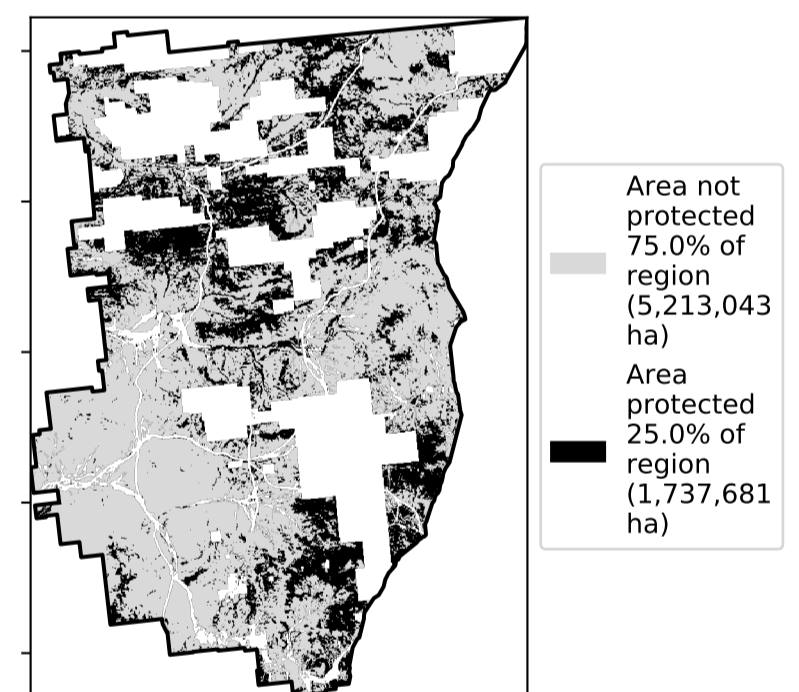 Area not
protected
75.0% of
region
(5,213,043
ha)
Area
protected
25.0% of
region
(1,737,681
ha)